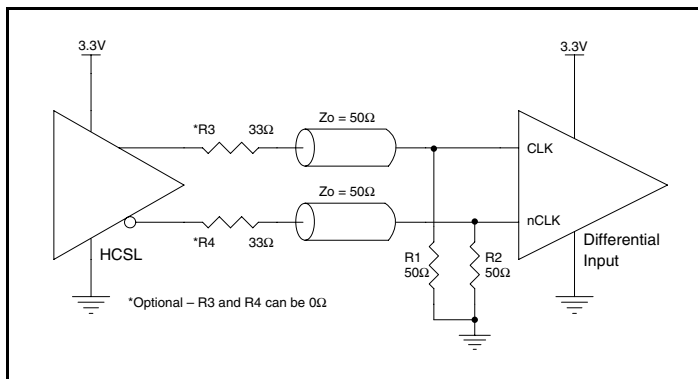 3.3V
3.3V
*R3
33Ω
Zo = 50Ω
CLK
Zo = 50Ω
nCLK
HCSL
*R4
33Ω
R1
50Ω
R2
50Ω
Differential
Input
*Optional – R3 and R4 can be 0Ω